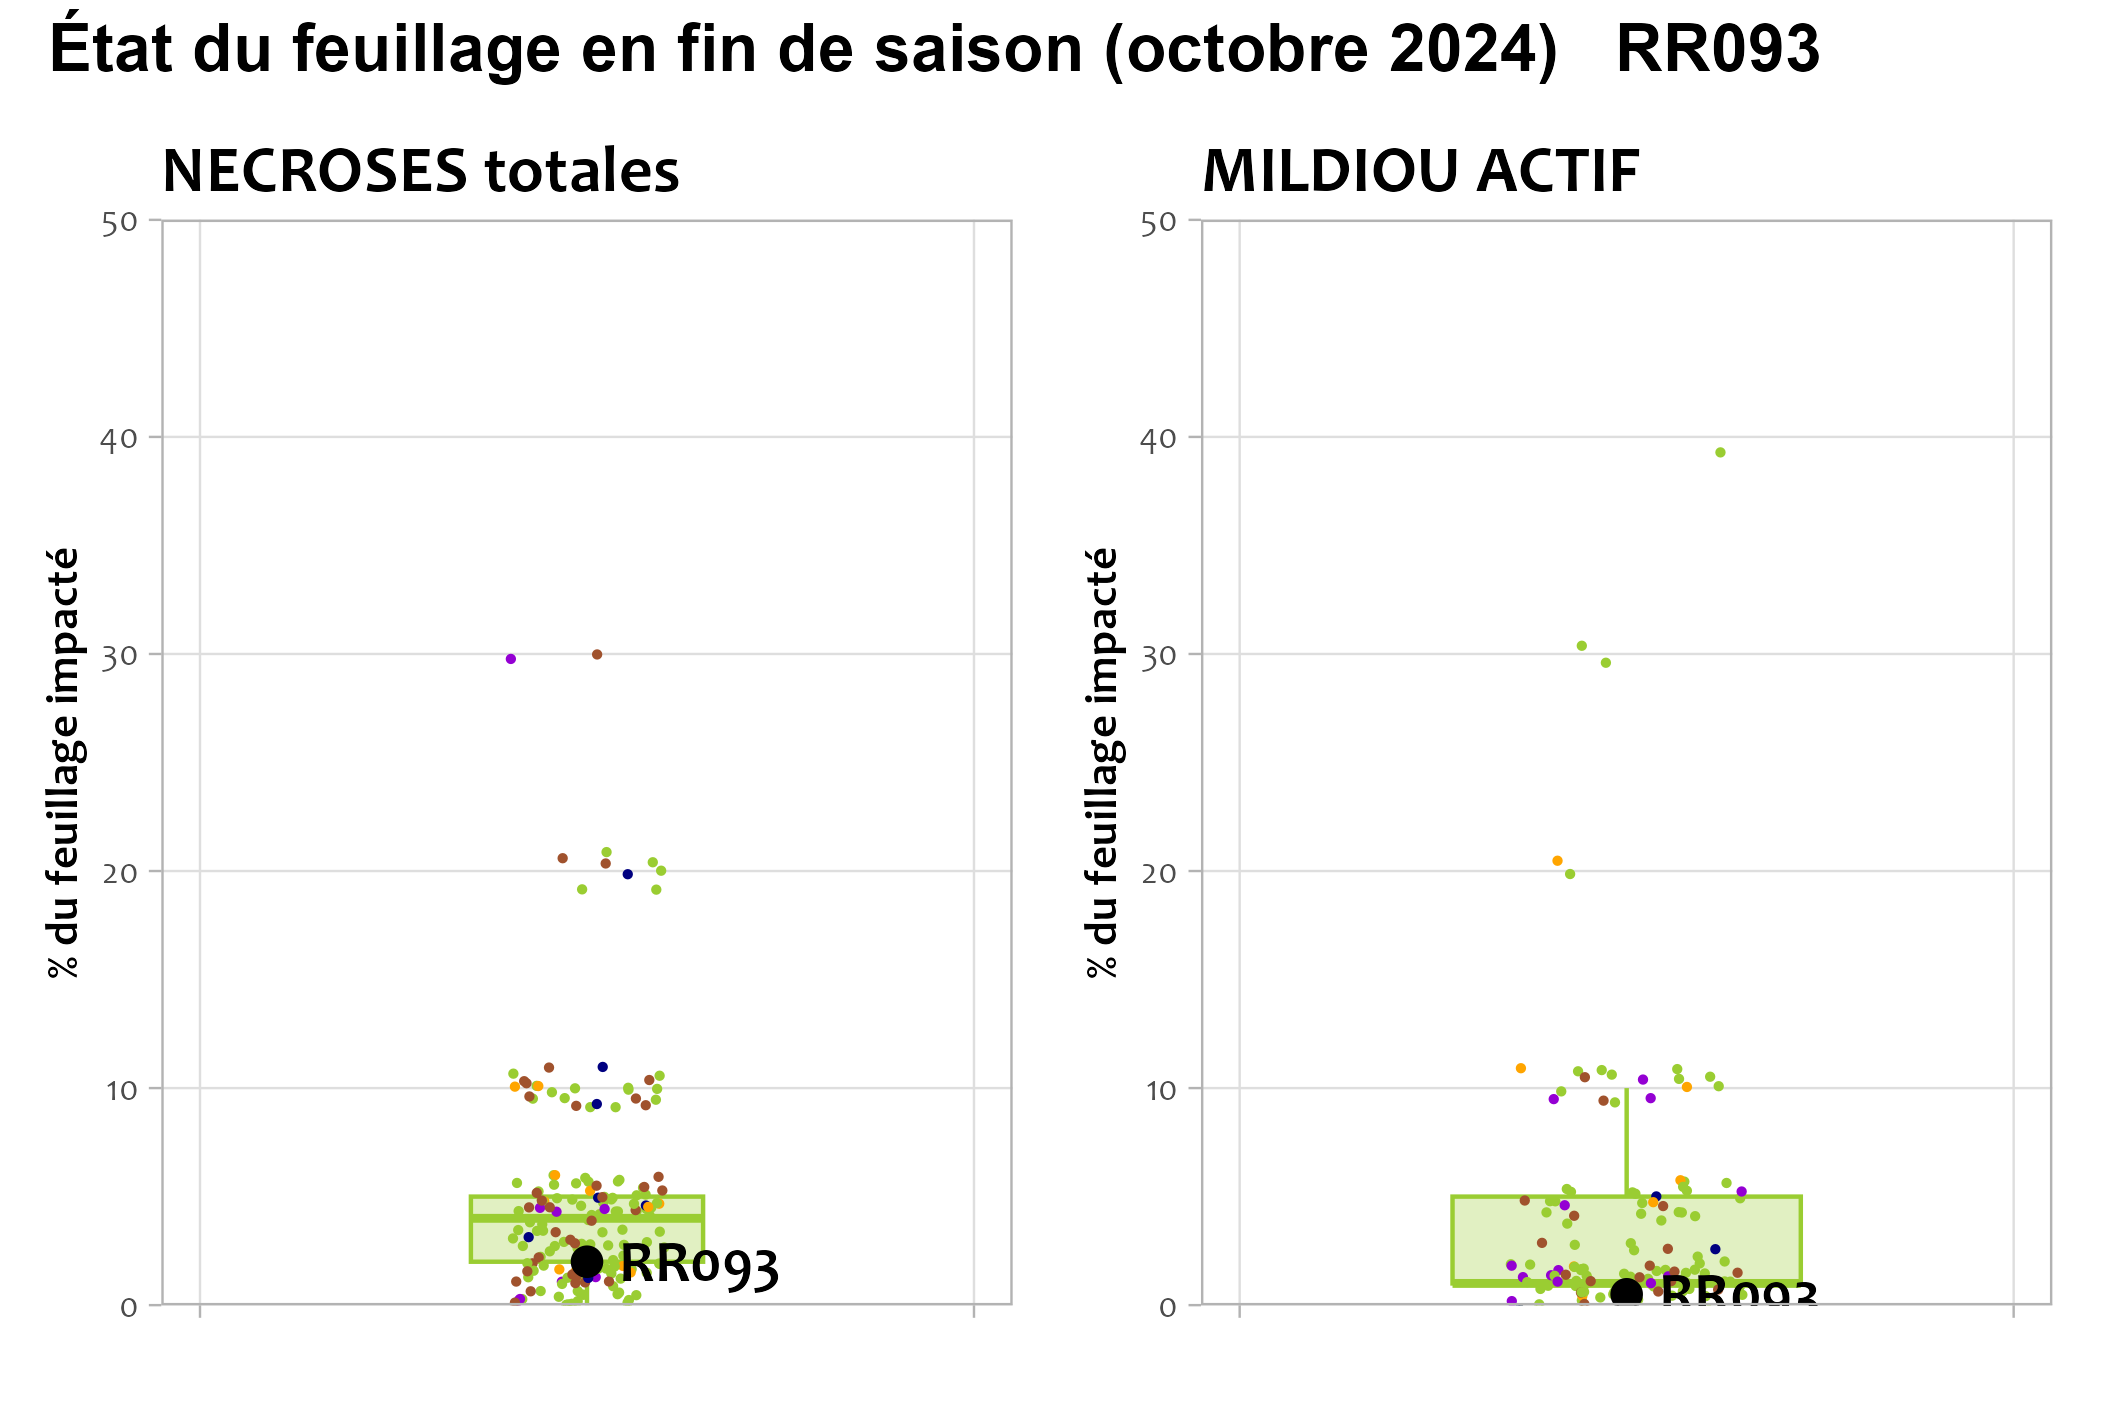 État du feuillage en fin de saison (octobre 2024) RR093
NECROSES totales
% du feuillage impacté
50
40
30
20
10
0
RR093
MILDIOU ACTIF
% du feuillage impacté
50
40
30
20
10
0
RR093